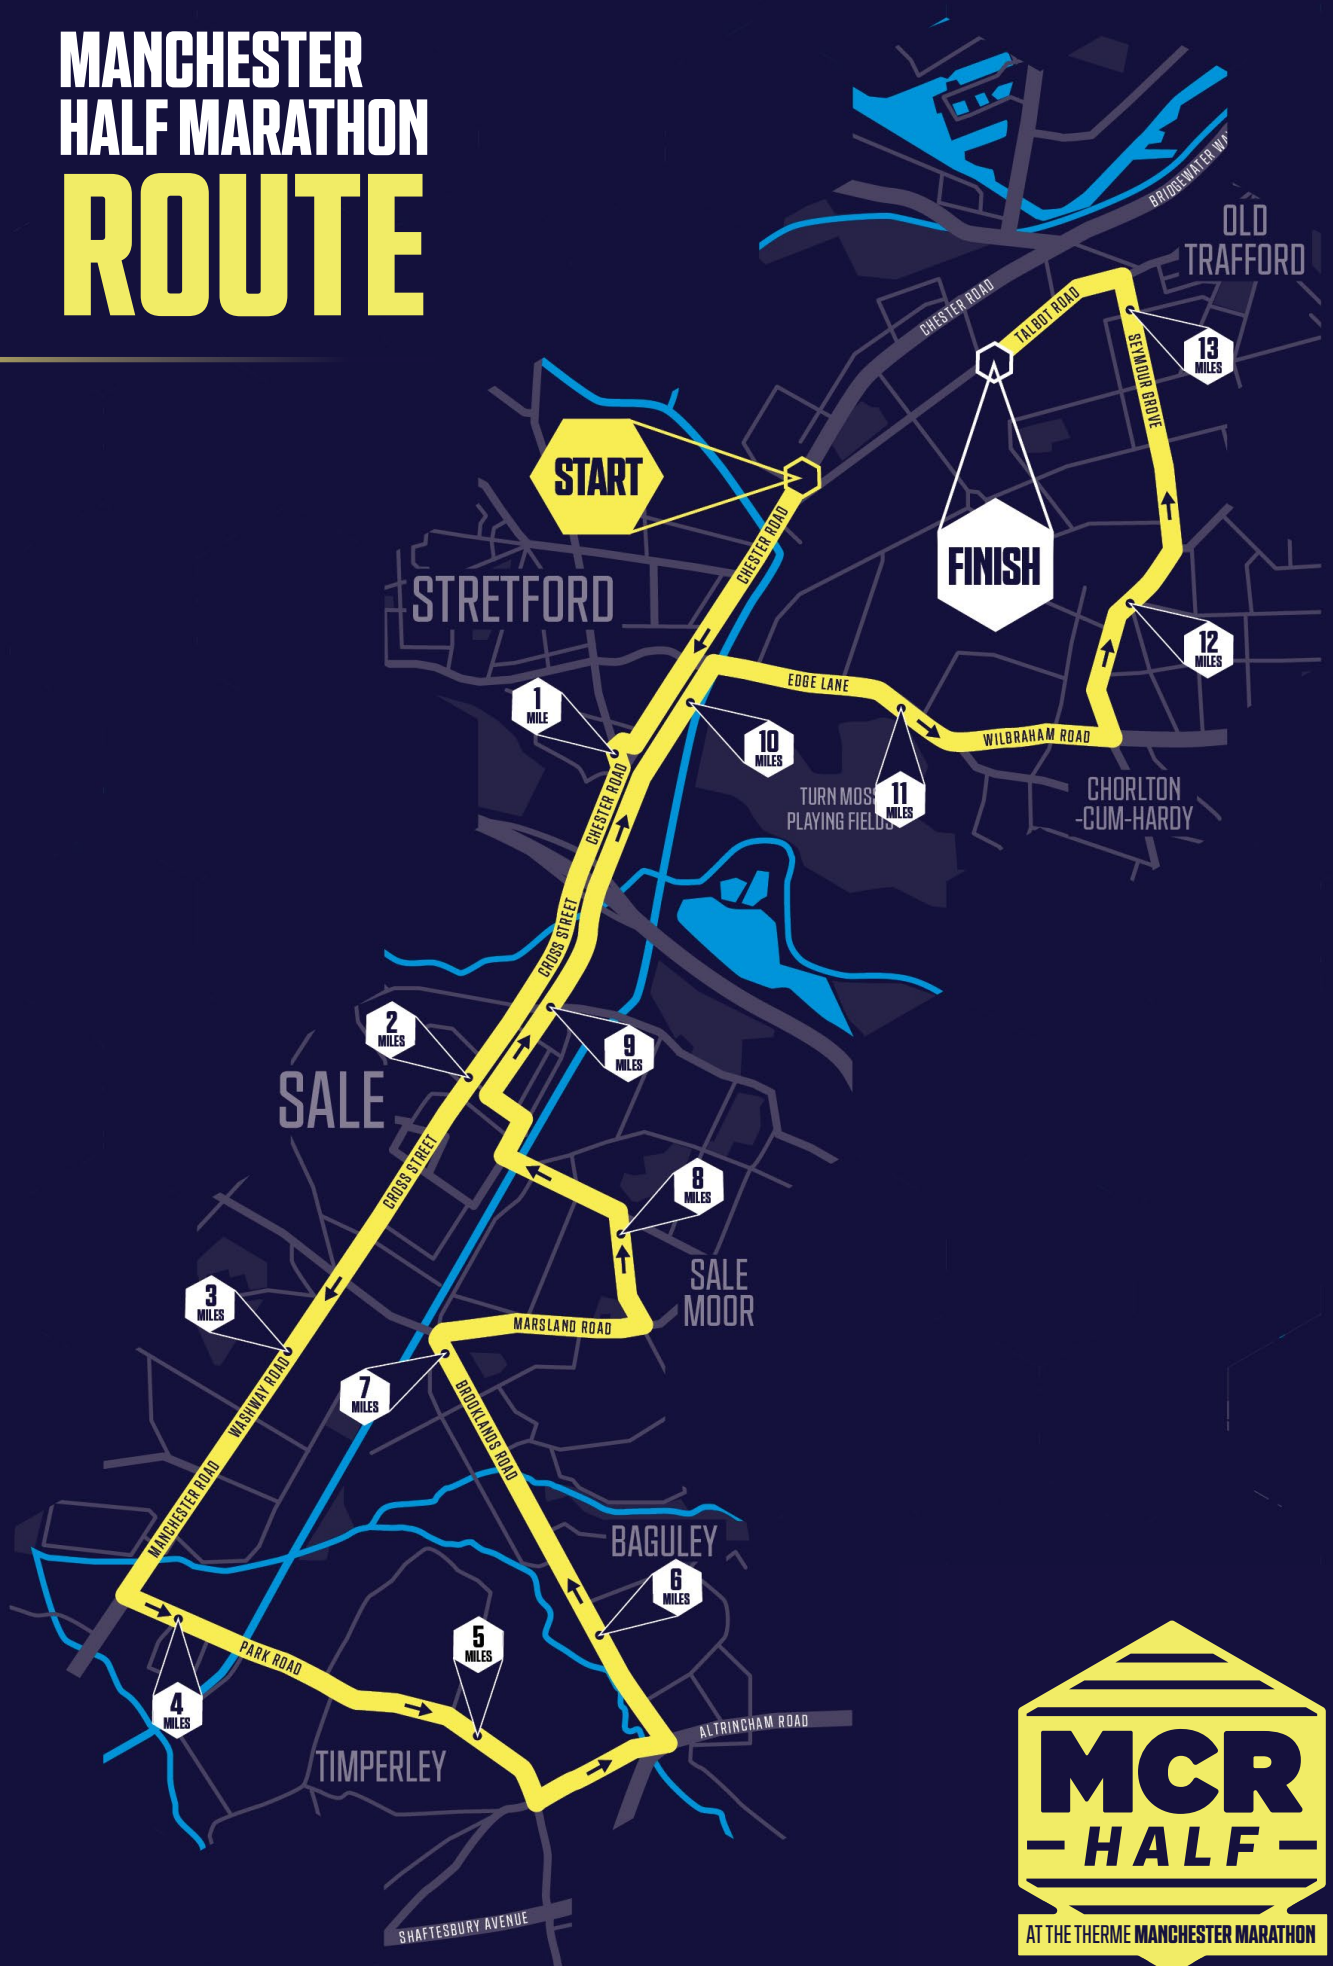 MANCHESTER
HALF MARATHON
ROUTE
BRIDGEWATER
OLD
TRAFFORD
CHESTER ROAD
TALBOT ROAD
13
MILES
SEYMOUR GROVE
START
FINISH
CHESTER ROAD
STRETFORD
12
MILES
EDGE LANE
1
MILE
10
MILES
WILBRAHAM ROAD
CHESTER ROAD
TURN MOSS
PLAYING FIELDS
11
MILES
CHORLTON
-CUM-HARDY
CROSS STREET
2
MILES
9
MILES
SALE
CROSS STREET
8
MILES
SALE
MOOR
3
MILES
MARSLAND ROAD
WASHWAY ROAD
7
MILES
BROOKLANDS ROAD
MANCHESTER ROAD
BAGULEY
6
MILES
PARK ROAD
5
MILES
4
MILES
ALTRINCHAM ROAD
TIMPERLEY
SHAFTESBURY AVENUE
MCR
HALF
AT THE THERME MANCHESTER MARATHON